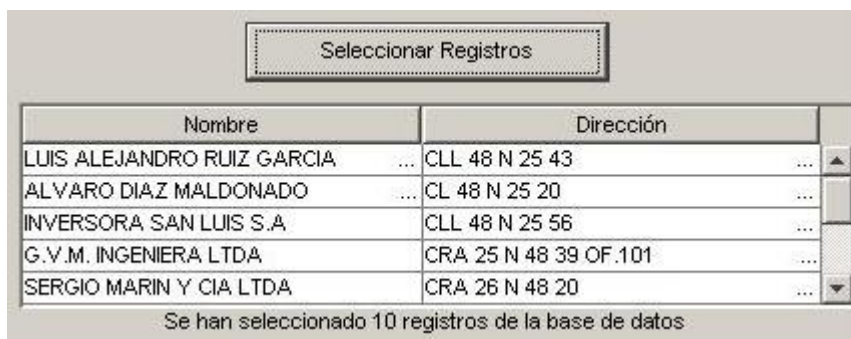 Seleccionar Registros
Nombre Dirección
LUIS ALEJANDRO RUIZ GARCIA ... CLL 48 N 25 43 ...
ALVARO DIAZ MALDONADO ... CL 48 N 25 20 ...
INVERSORA SAN LUIS S.A CLL 48 N 25 56 ...
G.V.M. INGENIERA LTDA CRA 25 N 48 39 OF.101 ...
SERGIO MARIN Y CIA LTDA CRA 26 N 48 20 ...
Se han seleccionado 10 registros de la base de datos